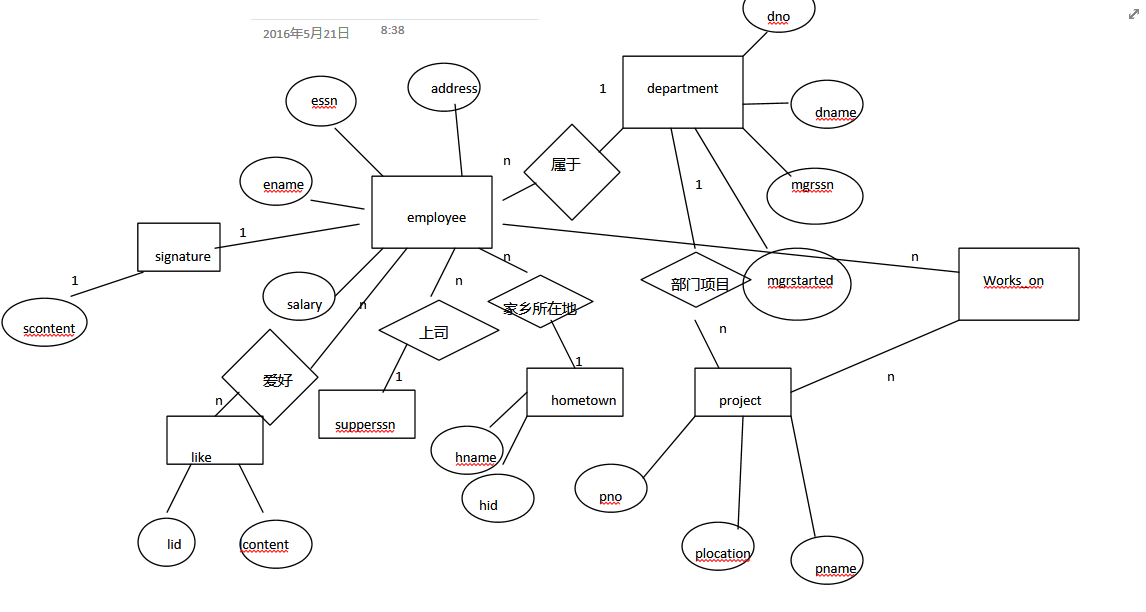 dno
2016年5月21日
8:38
address
1
department
essn
dname
属于
n
ename
1
mgrssn
employee
1
signature
n
n
1
部门项目
mgrstarted
Works_on
n
salary
n
家乡所在地
scontent
上司
n
1
n
爱好
1
n
hometown
project
supperssn
like
hname
pno
hid
lid
content
plocation
pname